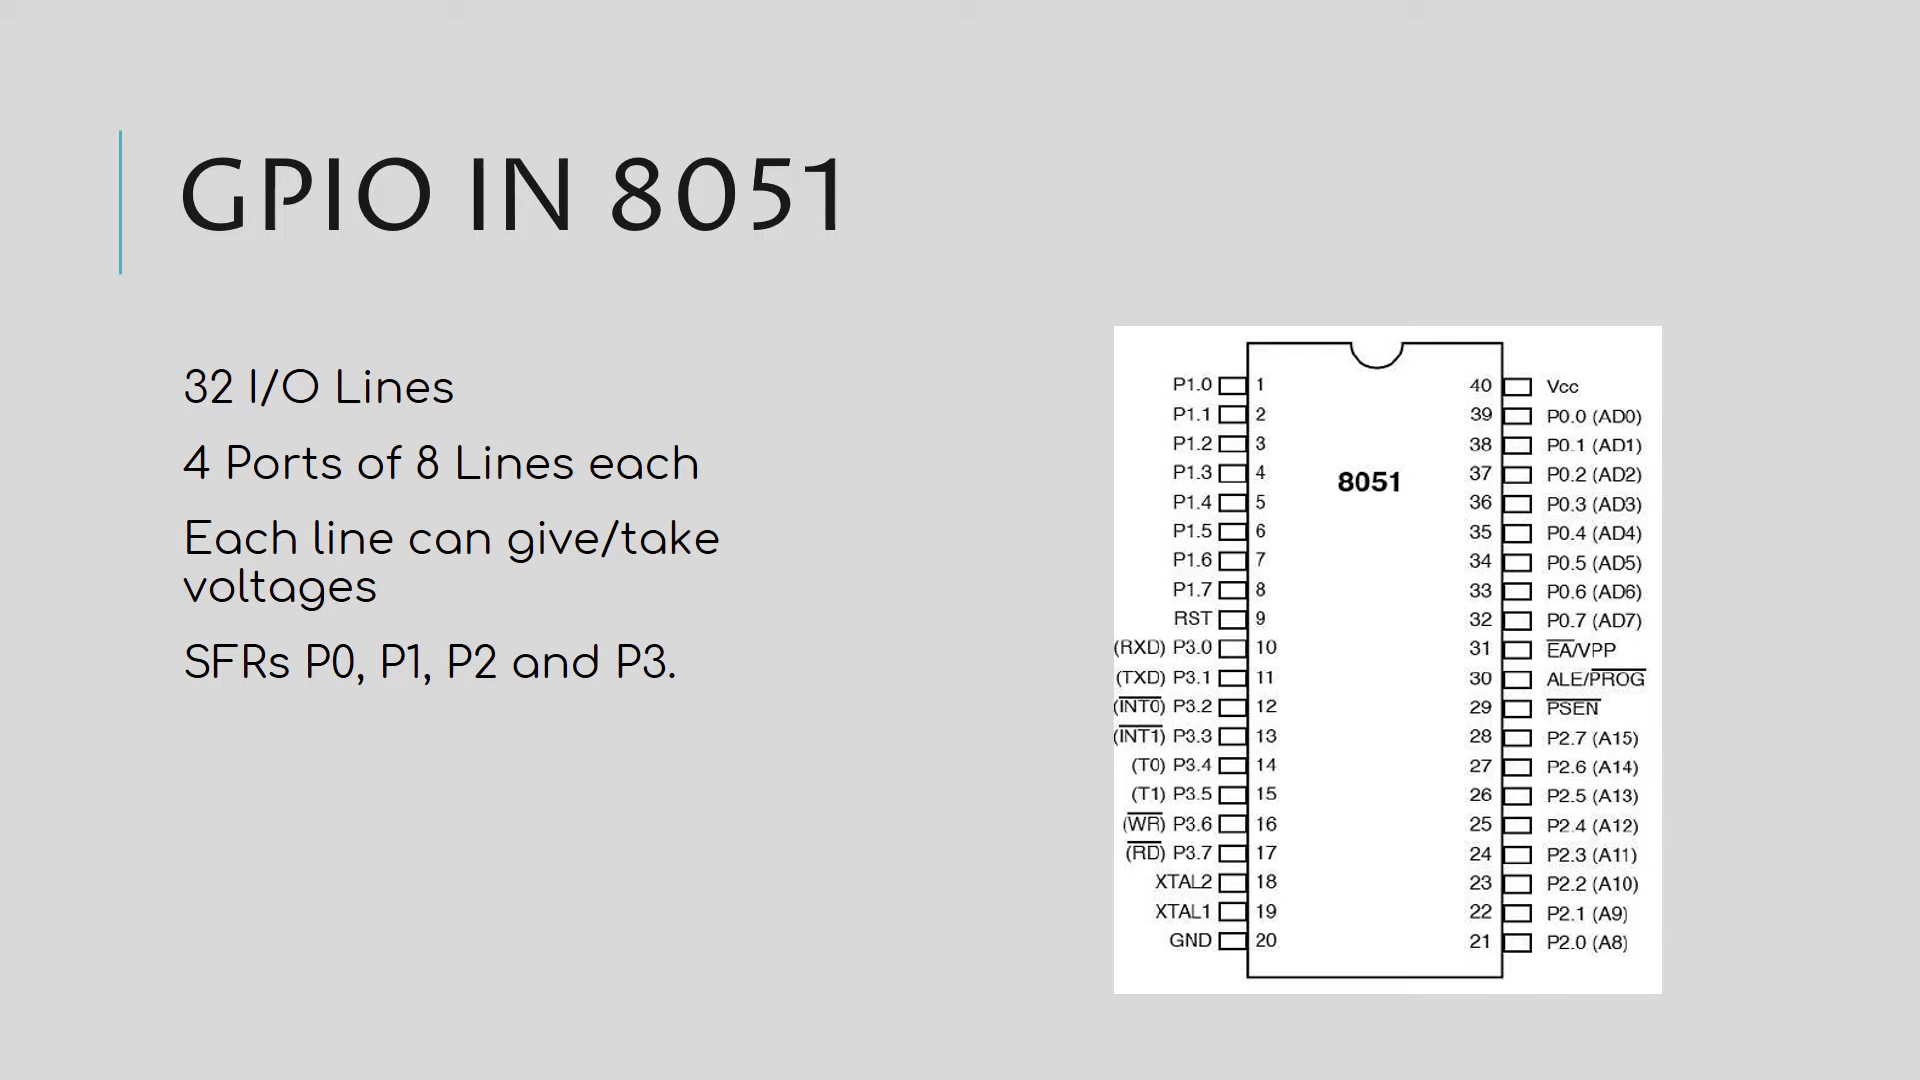 GPIO IN 8051
32 I/O Lines
4 Ports of 8 Lines each
Each line can give/take
voltages
SFRs P0, P1, P2 and P3.
8051
P1.0 1 40 Vcc
P1.1 2 39 P0.0 (AD0)
P1.2 3 38 P0.1 (AD1)
P1.3 4 37 P0.2 (AD2)
P1.4 5 36 P0.3 (AD3)
P1.5 6 35 P0.4 (AD4)
P1.6 7 34 P0.5 (AD5)
P1.7 8 33 P0.6 (AD6)
RST 9 32 P0.7 (AD7)
(RXD) P3.0 10 31 E̅A̅/VPP
(TXD) P3.1 11 30 ALE/P̅R̅O̅G̅
(I̅N̅T̅0̅) P3.2 12 29 P̅S̅E̅N̅
(I̅N̅T̅1̅) P3.3 13 28 P2.7 (A15)
(T0) P3.4 14 27 P2.6 (A14)
(T1) P3.5 15 26 P2.5 (A13)
(W̅R̅) P3.6 16 25 P2.4 (A12)
(R̅D̅) P3.7 17 24 P2.3 (A11)
XTAL2 18 23 P2.2 (A10)
XTAL1 19 22 P2.1 (A9)
GND 20 21 P2.0 (A8)